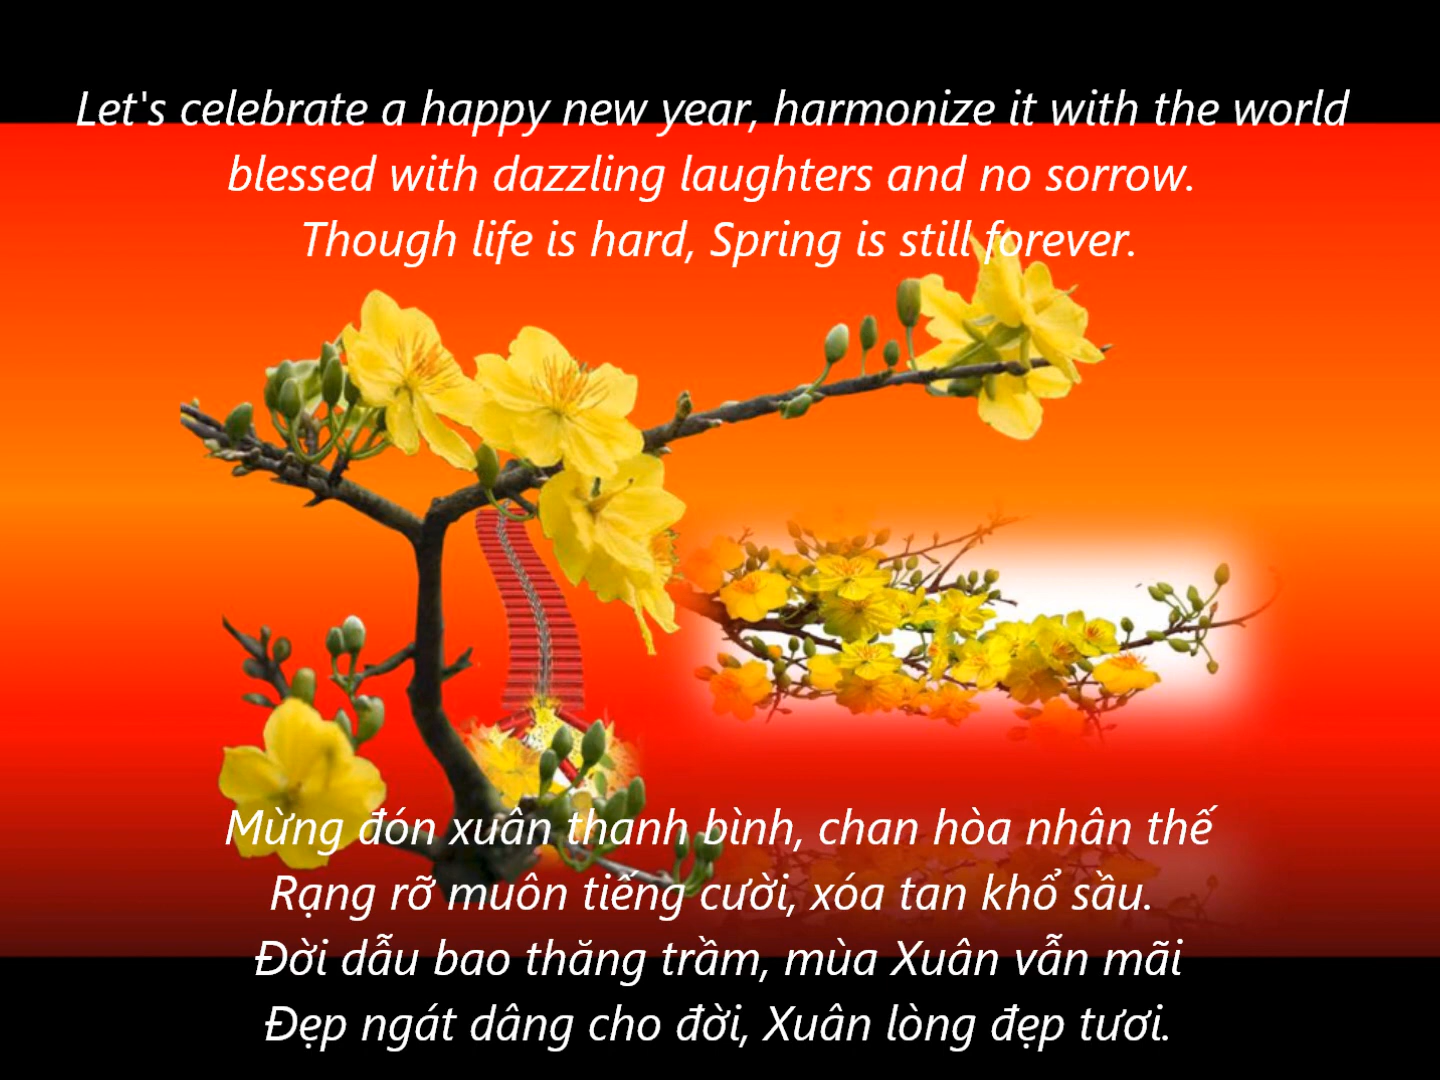 Let's celebrate a happy new year, harmonize it with the world
blessed with dazzling laughters and no sorrow.
Though life is hard, Spring is still forever.
Mừng đón xuân thanh bình, chan hòa nhân thế
Rạng rỡ muôn tiếng cười, xóa tan khổ sầu.
Đời dẫu bao thăng trầm, mùa Xuân vẫn mãi
Đẹp ngát dâng cho đời, Xuân lòng đẹp tươi.